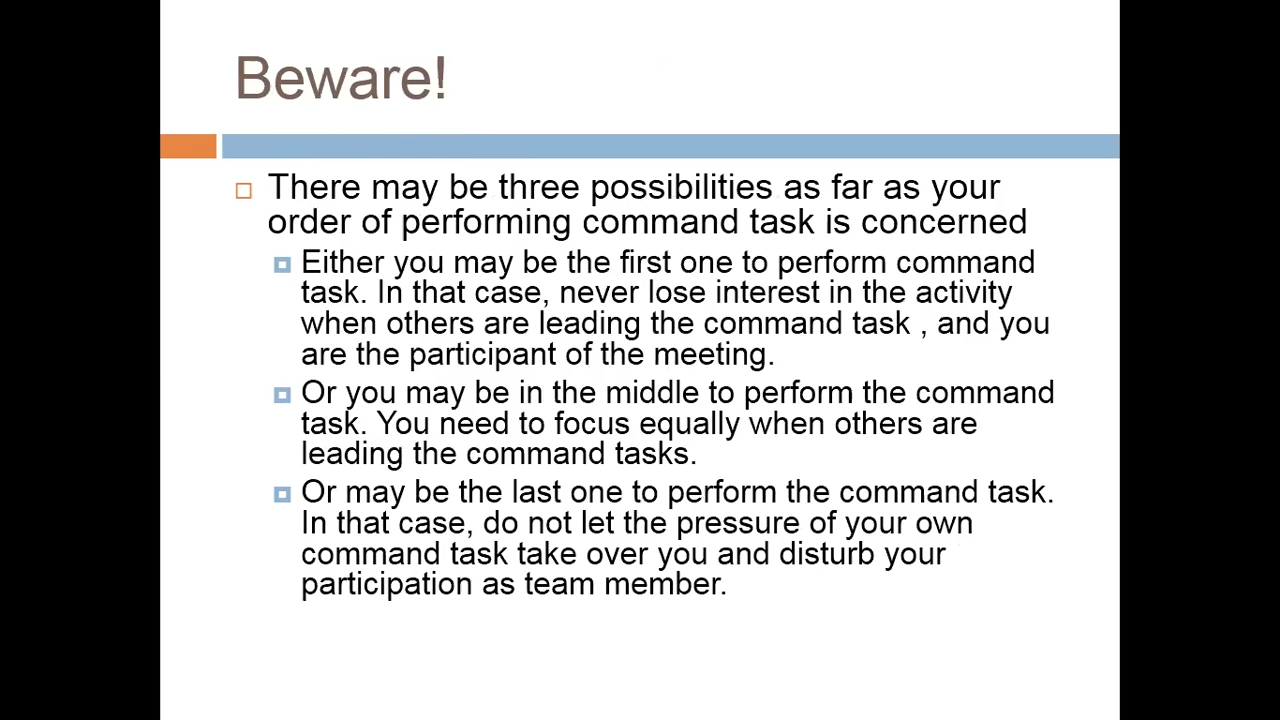 Beware!
There may be three possibilities as far as your
order of performing command task is concerned
Either you may be the first one to perform command
task. In that case, never lose interest in the activity
when others are leading the command task , and you
are the participant of the meeting.
Or you may be in the middle to perform the command
task. You need to focus equally when others are
leading the command tasks.
Or may be the last one to perform the command task.
In that case, do not let the pressure of your own
command task take over you and disturb your
participation as team member.